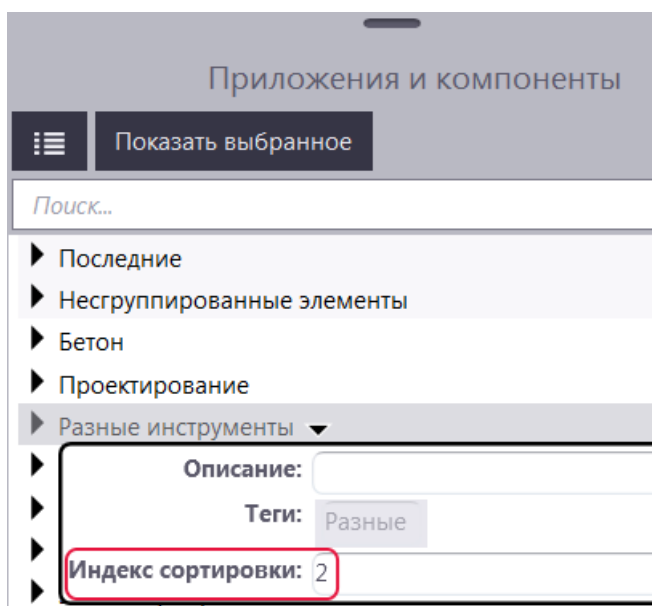 Приложения и компоненты
Показать выбранное
Поиск...
Последние
Несгруппированные элементы
Бетон
Проектирование
Разные инструменты
Описание:
Теги: Разные
Индекс сортировки: 2